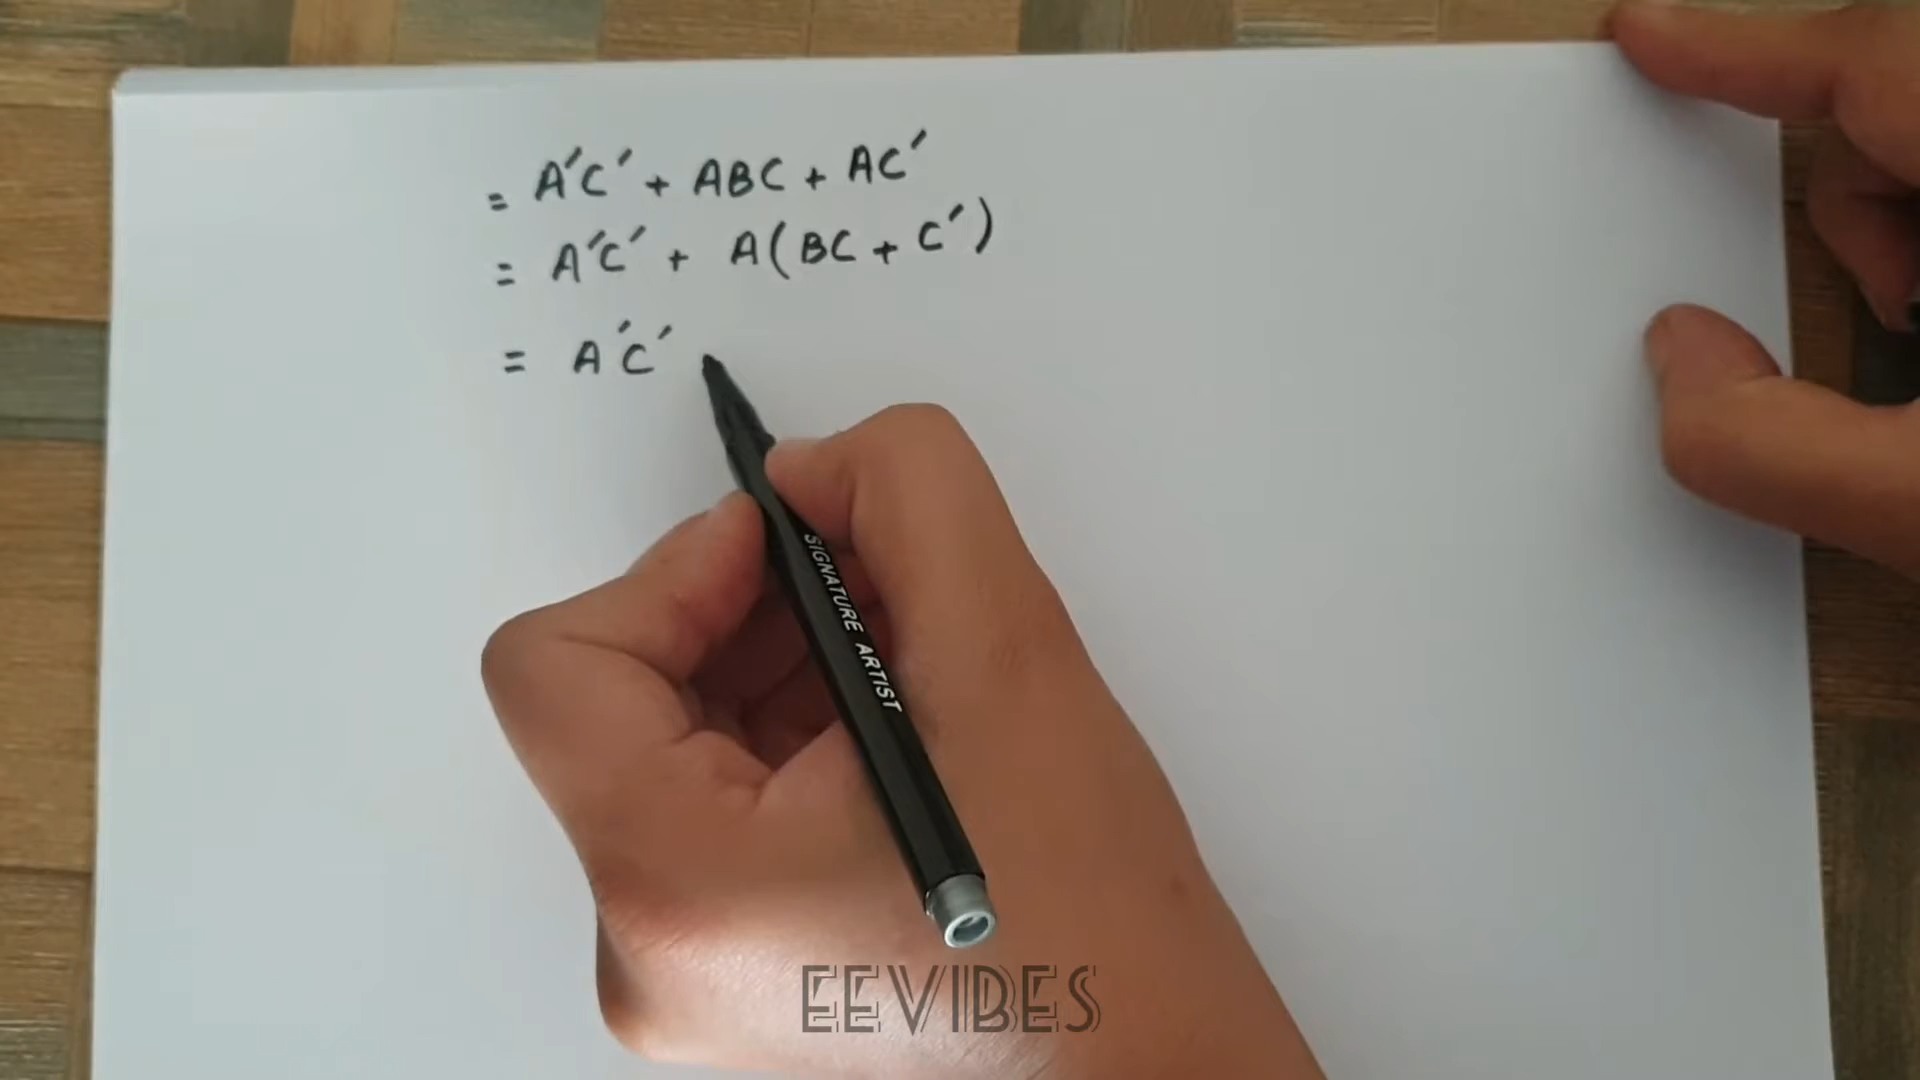 = A'C' + ABC + AC'
= A'C' + A(BC + C')
= A'C'
SIGNATURE ARTIST
EEVIBES